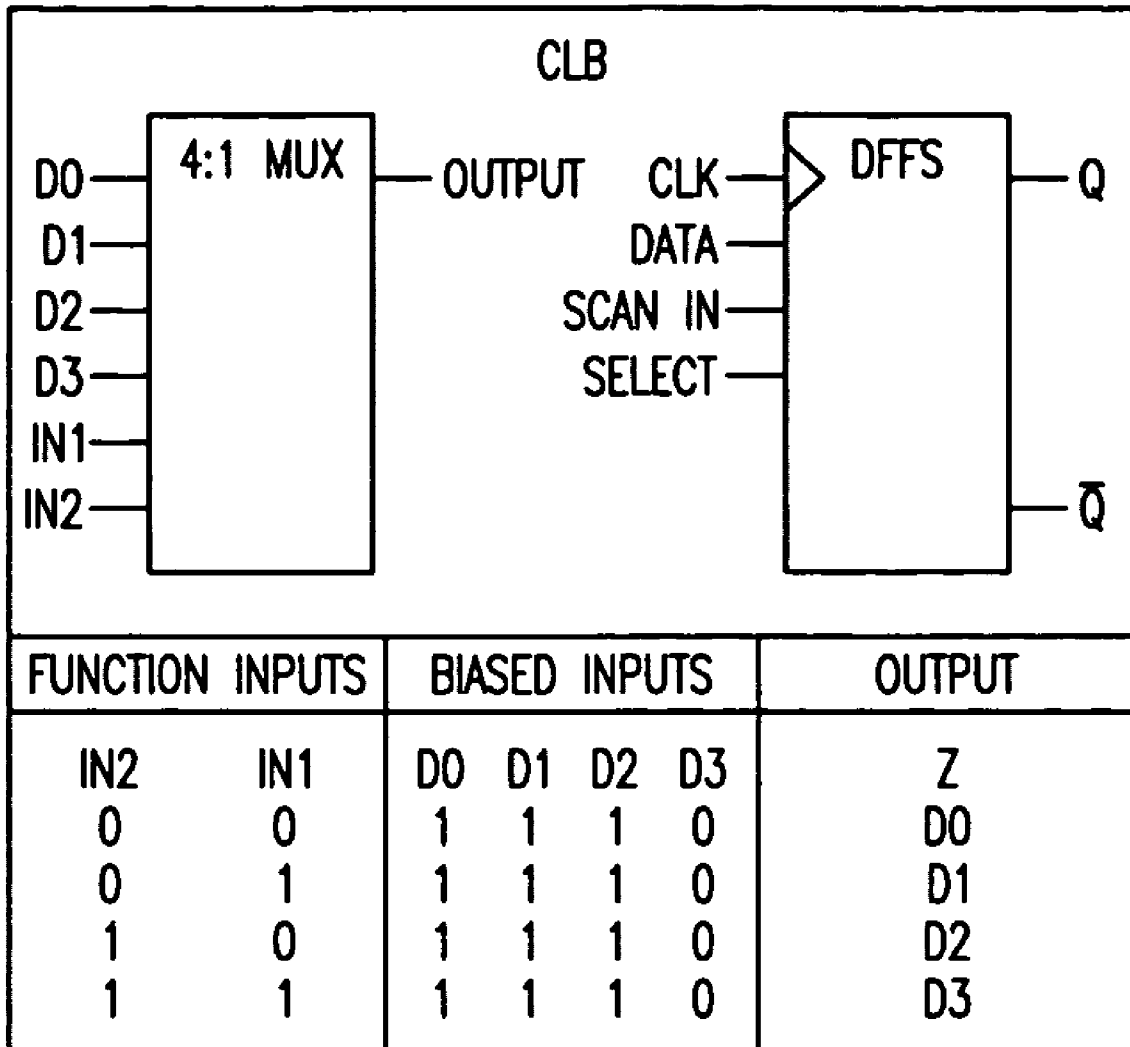 CLB
4:1 MUX
D0
D1
D2
D3
IN1
IN2
OUTPUT
DFFS
CLK
DATA
SCAN IN
SELECT
Q
Q̅
FUNCTION INPUTS BIASED INPUTS OUTPUT
IN2 IN1 D0 D1 D2 D3 Z
0 0 1 1 1 0 D0
0 1 1 1 1 0 D1
1 0 1 1 1 0 D2
1 1 1 1 1 0 D3